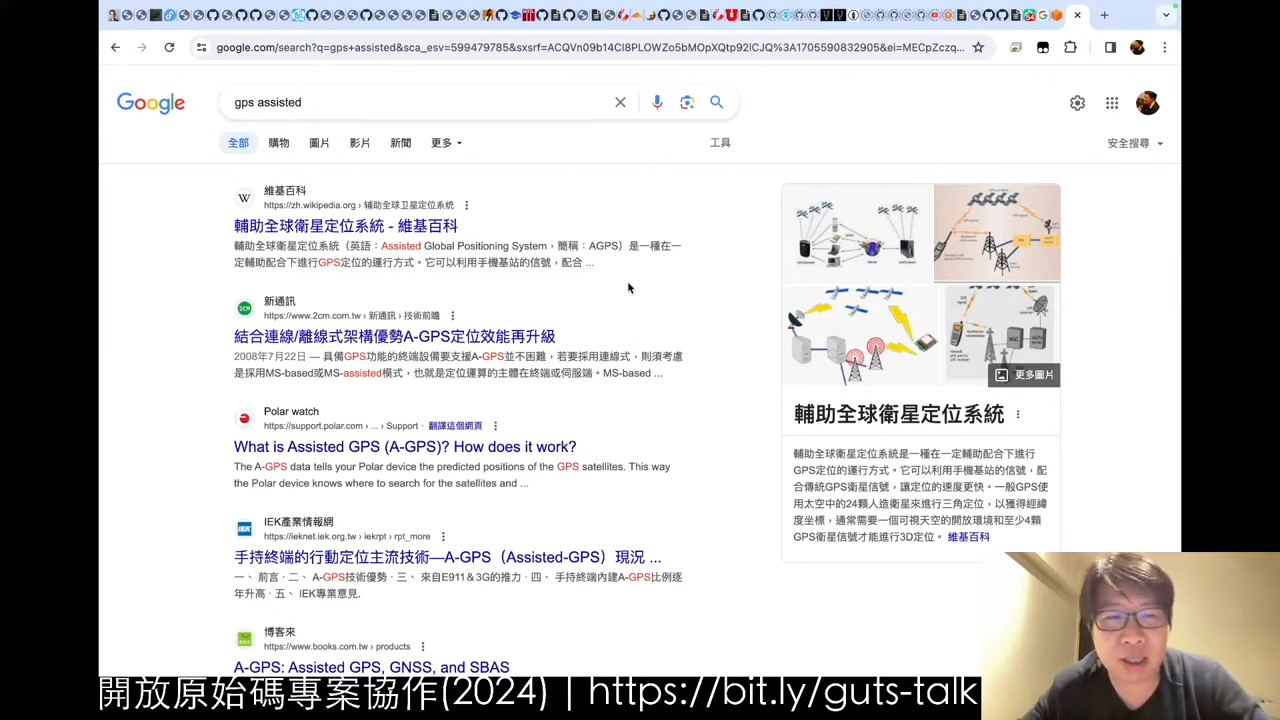 google.com/search?q=gps+assisted&sca_esv=599479785&sxsrf=ACQVn09b14Cl8PLOWZo5bMOpXQtp92lCJQ%3A1705590832905&ei=MECpZczq...
Google
gps assisted
全部 購物 圖片 影片 新聞 更多 工具 安全搜尋
維基百科
https://zh.wikipedia.org › 辅助全球卫星定位系统
輔助全球衛星定位系統 - 維基百科
輔助全球衛星定位系統（英語：Assisted Global Positioning System，簡稱：AGPS）是一種在一
定輔助配合下進行GPS定位的運行方式。它可以利用手機基站的信號，配合 ...
新通訊
https://www.2cm.com.tw › 新通訊 › 技術前瞻
結合連線/離線式架構優勢A-GPS定位效能再升級
2008年7月22日 — 具備GPS功能的終端設備要支援A-GPS並不困難，若要採用連線式，則須考慮
是採用MS-based或MS-assisted模式，也就是定位運算的主體在終端或伺服端。MS-based ...
Polar watch
https://support.polar.com › ... › Support · 翻譯這個網頁
What is Assisted GPS (A-GPS)? How does it work?
The A-GPS data tells your Polar device the predicted positions of the GPS satellites. This way
the Polar device knows where to search for the satellites and ...
IEK產業情報網
https://ieknet.iek.org.tw › iekrpt › rpt_more
手持終端的行動定位主流技術—A-GPS（Assisted-GPS）現況 ...
一、 前言 · 二、 A-GPS技術優勢 · 三、 來自E911＆3G的推力 · 四、 手持終端內建A-GPS比例逐
年升高 · 五、 IEK專業意見.
博客來
https://www.books.com.tw › products
A-GPS: Assisted GPS, GNSS, and SBAS
更多圖片
輔助全球衛星定位系統
輔助全球衛星定位系統是一種在一定輔助配合下進行
GPS定位的運行方式。它可以利用手機基站的信號，配
合傳統GPS衛星信號，讓定位的速度更快。一般GPS使
用太空中的24顆人造衛星來進行三角定位，以獲得經緯
度坐標，通常需要一個可視天空的開放環境和至少4顆
GPS衛星信號才能進行3D定位。 維基百科
開放原始碼專案協作(2024) | https://bit.ly/guts-talk